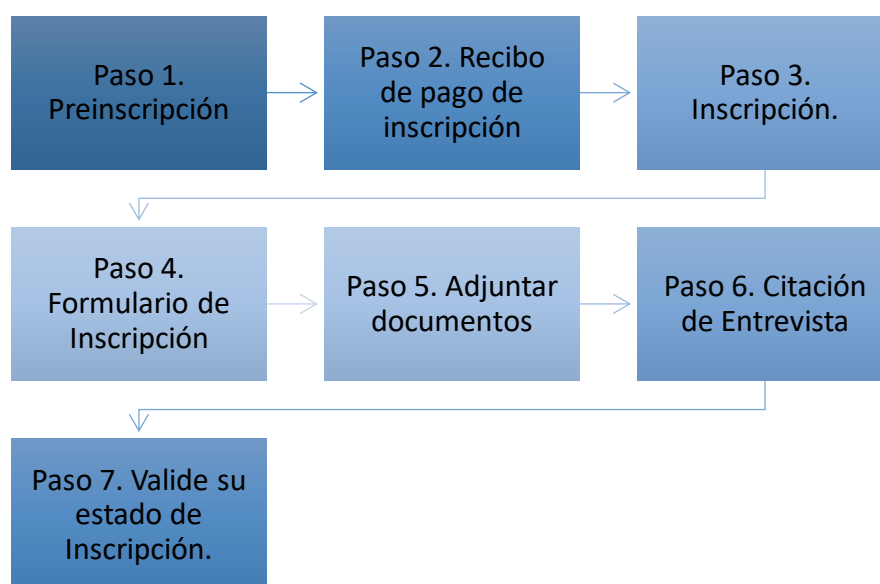 Paso 1.
Preinscripción
Paso 2. Recibo
de pago de
inscripción
Paso 3.
Inscripción.
Paso 4.
Formulario de
Inscripción
Paso 5. Adjuntar
documentos
Paso 6. Citación
de Entrevista
Paso 7. Valide su
estado de
Inscripción.